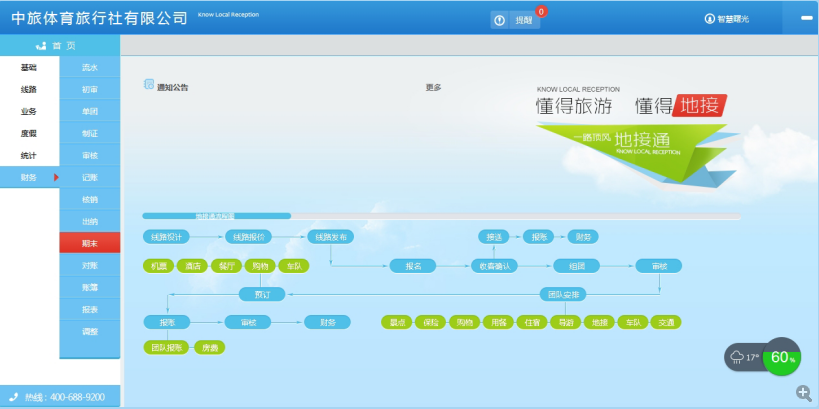 中旅体育旅行社有限公司 Know Local Reception
提醒 0
智慧曙光
首 页
基础 流水
线路 初审
业务 单团
度假 制证
统计 审核
财务 记账
核销
出纳
期末
对账
账簿
报表
调整
热线: 400-688-9200
通知公告 更多
KNOW LOCAL RECEPTION
懂得旅游 懂得地接
一路顶风 地接通
KNOW LOCAL RECEPTION
地接通流程图
线路设计 线路报价 线路发布 接送 报账 财务
机票 酒店 餐厅 购物 车队 报名 收客确认 组团 审核
预订 团队安排
报账 审核 财务 景点 保险 购物 用餐 住宿 导游 地接 车队 交通
团队报账 房费
17° 60%